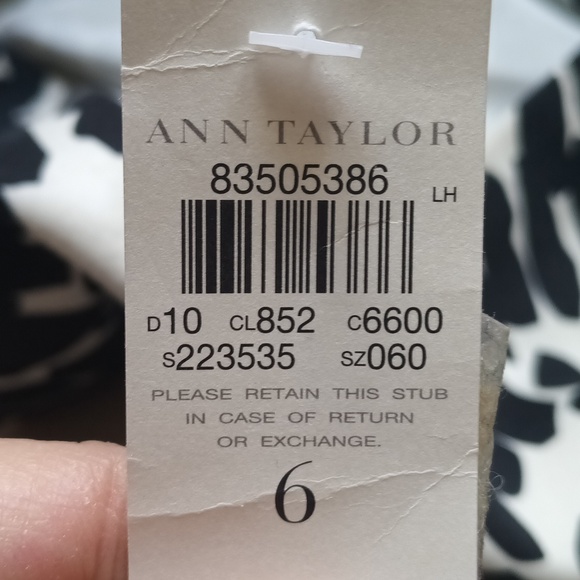 ANN TAYLOR
83505386
LH
D10 CL852 C6600
S223535 SZ060
PLEASE RETAIN THIS STUB
IN CASE OF RETURN
OR EXCHANGE.
6